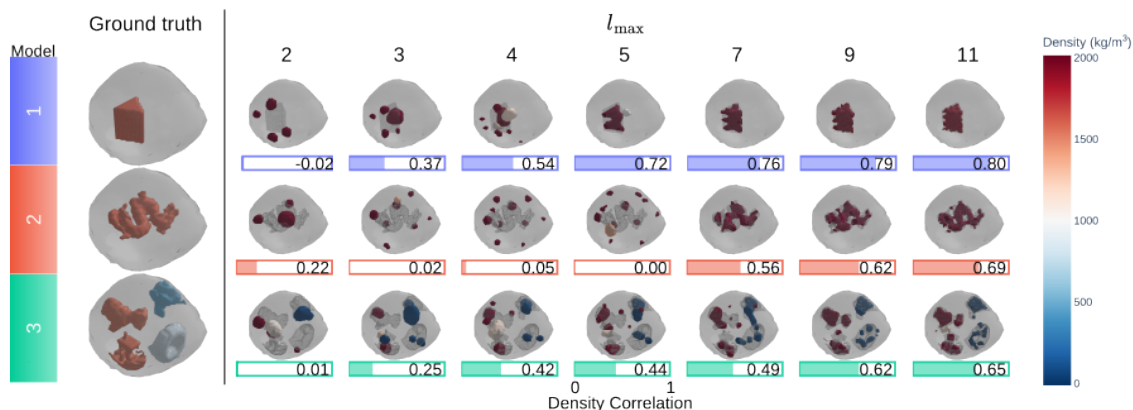 Ground truth
l_max
Model
2 3 4 5 7 9 11
Density (kg/m³)
2000
1500
1000
500
0
1
-0.02 0.37 0.54 0.72 0.76 0.79 0.80
2
0.22 0.02 0.05 0.00 0.56 0.62 0.69
3
0.01 0.25 0.42 0.44 0.49 0.62 0.65
0 1
Density Correlation